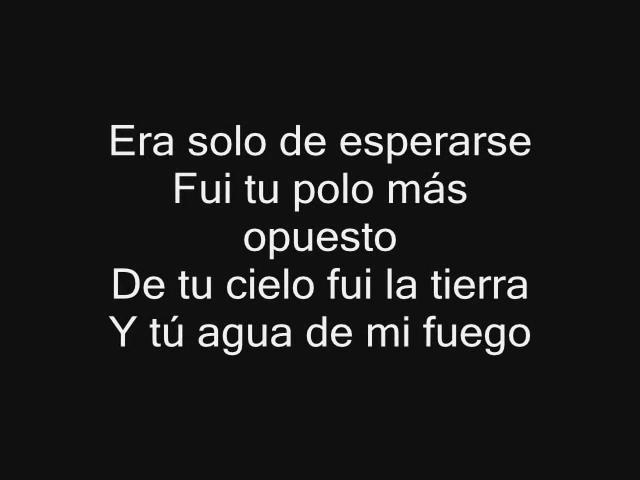 Era solo de esperarse
Fui tu polo más
opuesto
De tu cielo fui la tierra
Y tú agua de mi fuego